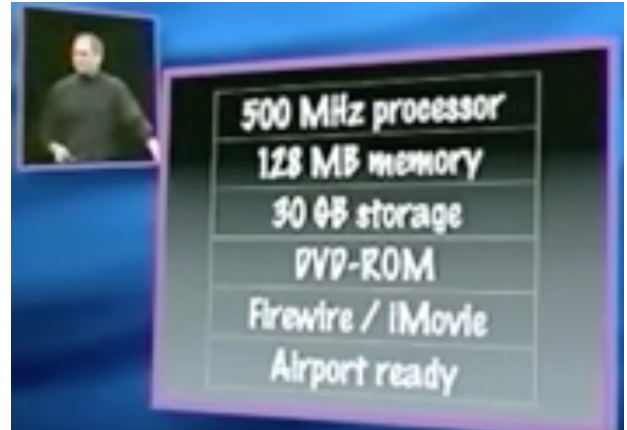 500 MHz processor
128 MB memory
30 GB storage
DVD-ROM
Firewire / iMovie
Airport ready